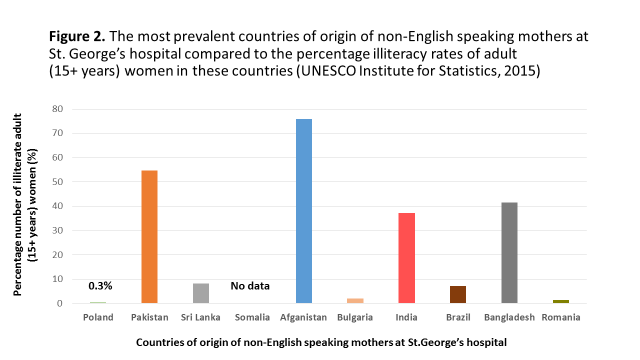 Figure 2. The most prevalent countries of origin of non-English speaking mothers at
St. George's hospital compared to the percentage illiteracy rates of adult
(15+ years) women in these countries (UNESCO Institute for Statistics, 2015)
Percentage number of illiterate adult
(15+ years) women (%)
80
70
60
50
40
30
20
10
0
0.3%
No data
Poland Pakistan Sri Lanka Somalia Afganistan Bulgaria India Brazil Bangladesh Romania
Countries of origin of non-English speaking mothers at St.George's hospital